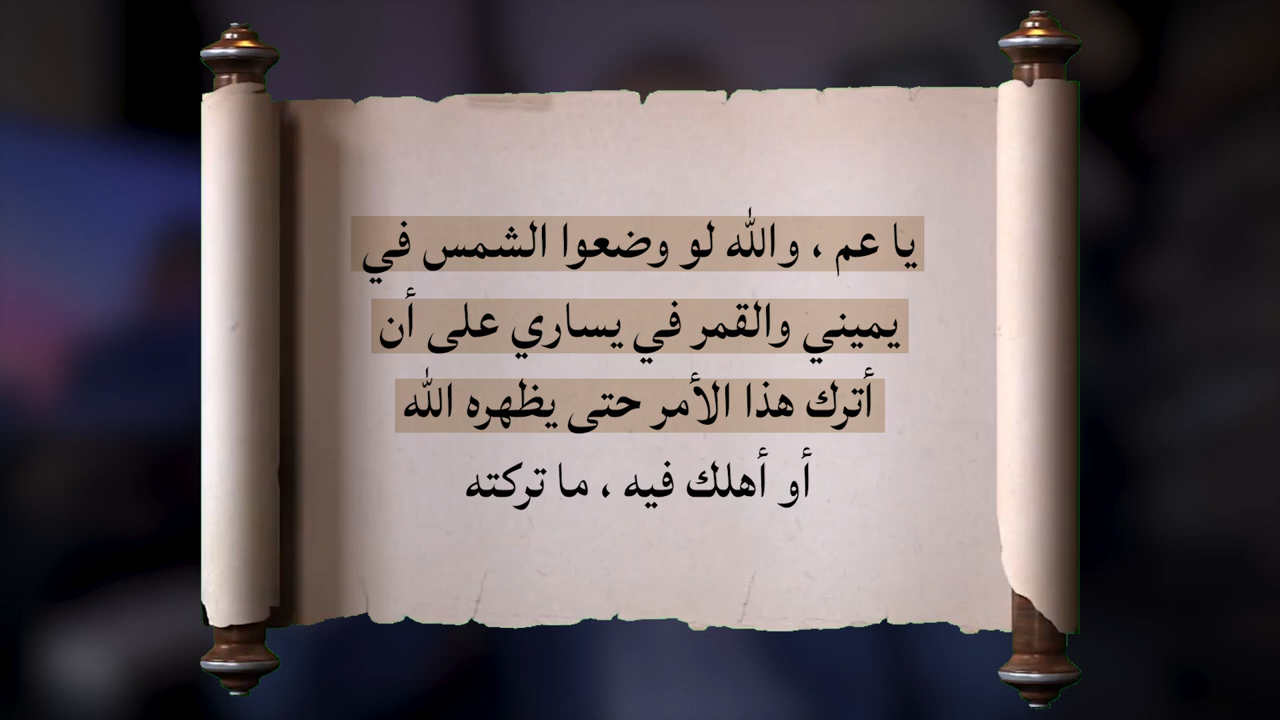 يا عم ، والله لو وضعوا الشمس في
يميني والقمر في يساري على أن
أترك هذا الأمر حتى يظهره الله
أو أهلك فيه ، ما تركته